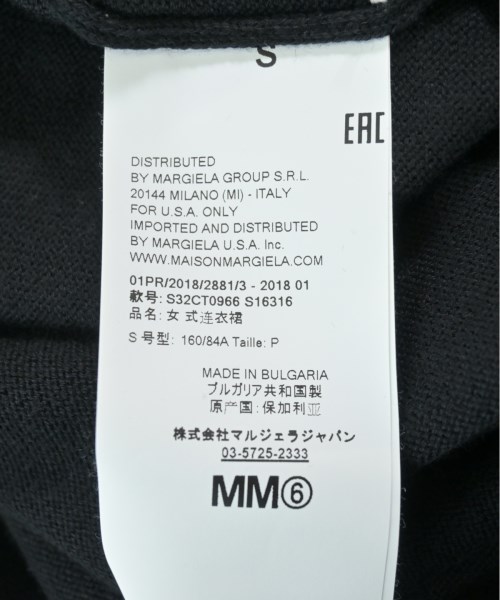 S
EAC
DISTRIBUTED
BY MARGIELA GROUP S.R.L.
20144 MILANO (MI) - ITALY
FOR U.S.A. ONLY
IMPORTED AND DISTRIBUTED
BY MARGIELA U.S.A. Inc.
WWW.MAISONMARGIELA.COM
01PR/2018/2881/3 - 2018 01
款号: S32CT0966 S16316
品名: 女 式连衣裙
S 号型: 160/84A Taille: P
MADE IN BULGARIA
ブルガリア共和国製
原产国: 保加利亚
株式会社マルジェラジャパン
03-5725-2333
MM⑥